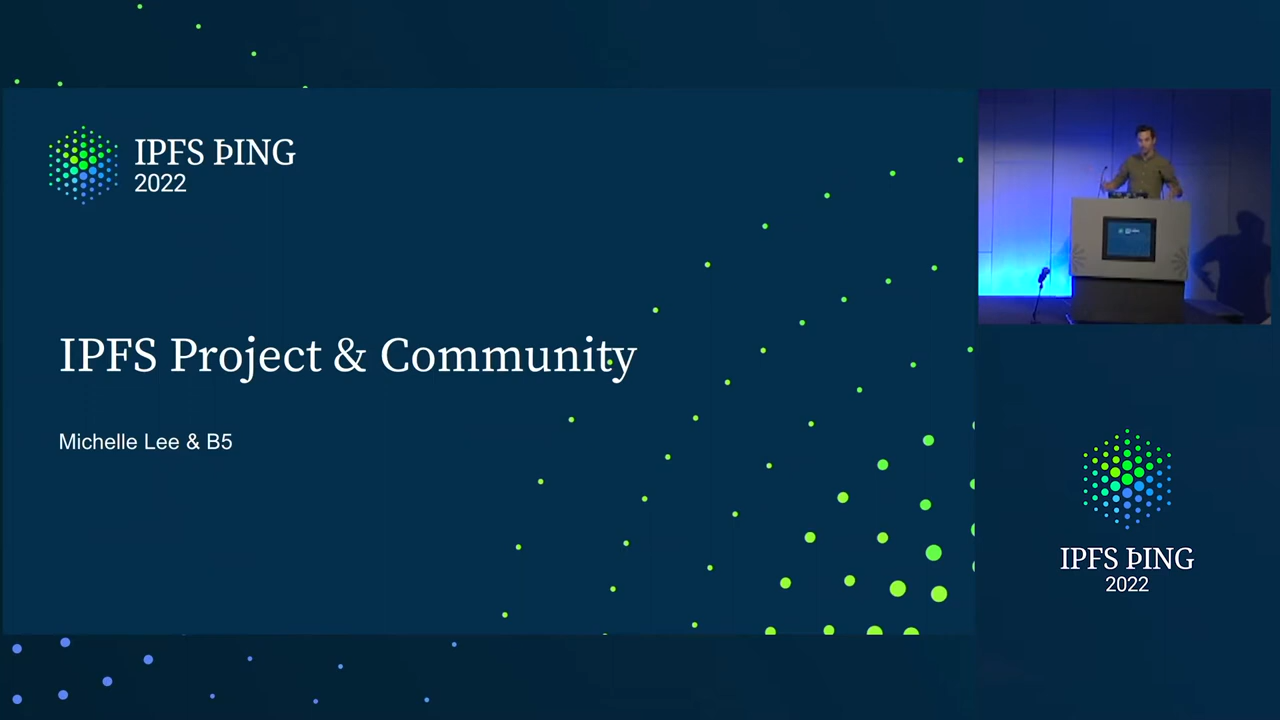 IPFS ÞING
2022
IPFS Project & Community
Michelle Lee & B5
IPFS ÞING
2022